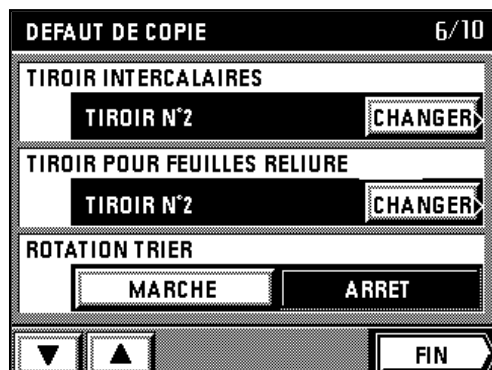 DEFAUT DE COPIE 6/10
TIROIR INTERCALAIRES
TIROIR N°2 CHANGER
TIROIR POUR FEUILLES RELIURE
TIROIR N°2 CHANGER
ROTATION TRIER
MARCHE ARRET
FIN